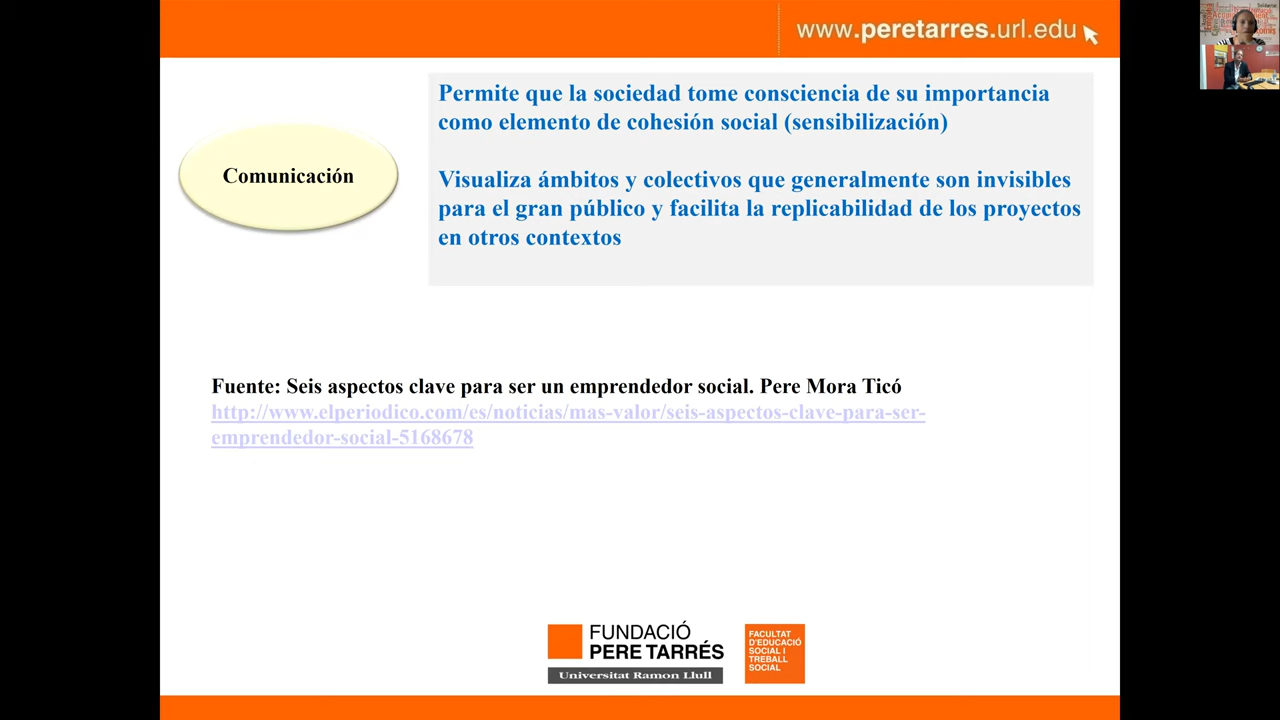 www.peretarres.url.edu
Comunicación
Permite que la sociedad tome consciencia de su importancia
como elemento de cohesión social (sensibilización)
Visualiza ámbitos y colectivos que generalmente son invisibles
para el gran público y facilita la replicabilidad de los proyectos
en otros contextos
Fuente: Seis aspectos clave para ser un emprendedor social. Pere Mora Ticó
http://www.elperiodico.com/es/noticias/mas-valor/seis-aspectos-clave-para-ser-
emprendedor-social-5168678
FUNDACIÓ
PERE TARRÉS
Universitat Ramon Llull
FACULTAT
D'EDUCACIÓ
SOCIAL I
TREBALL
SOCIAL